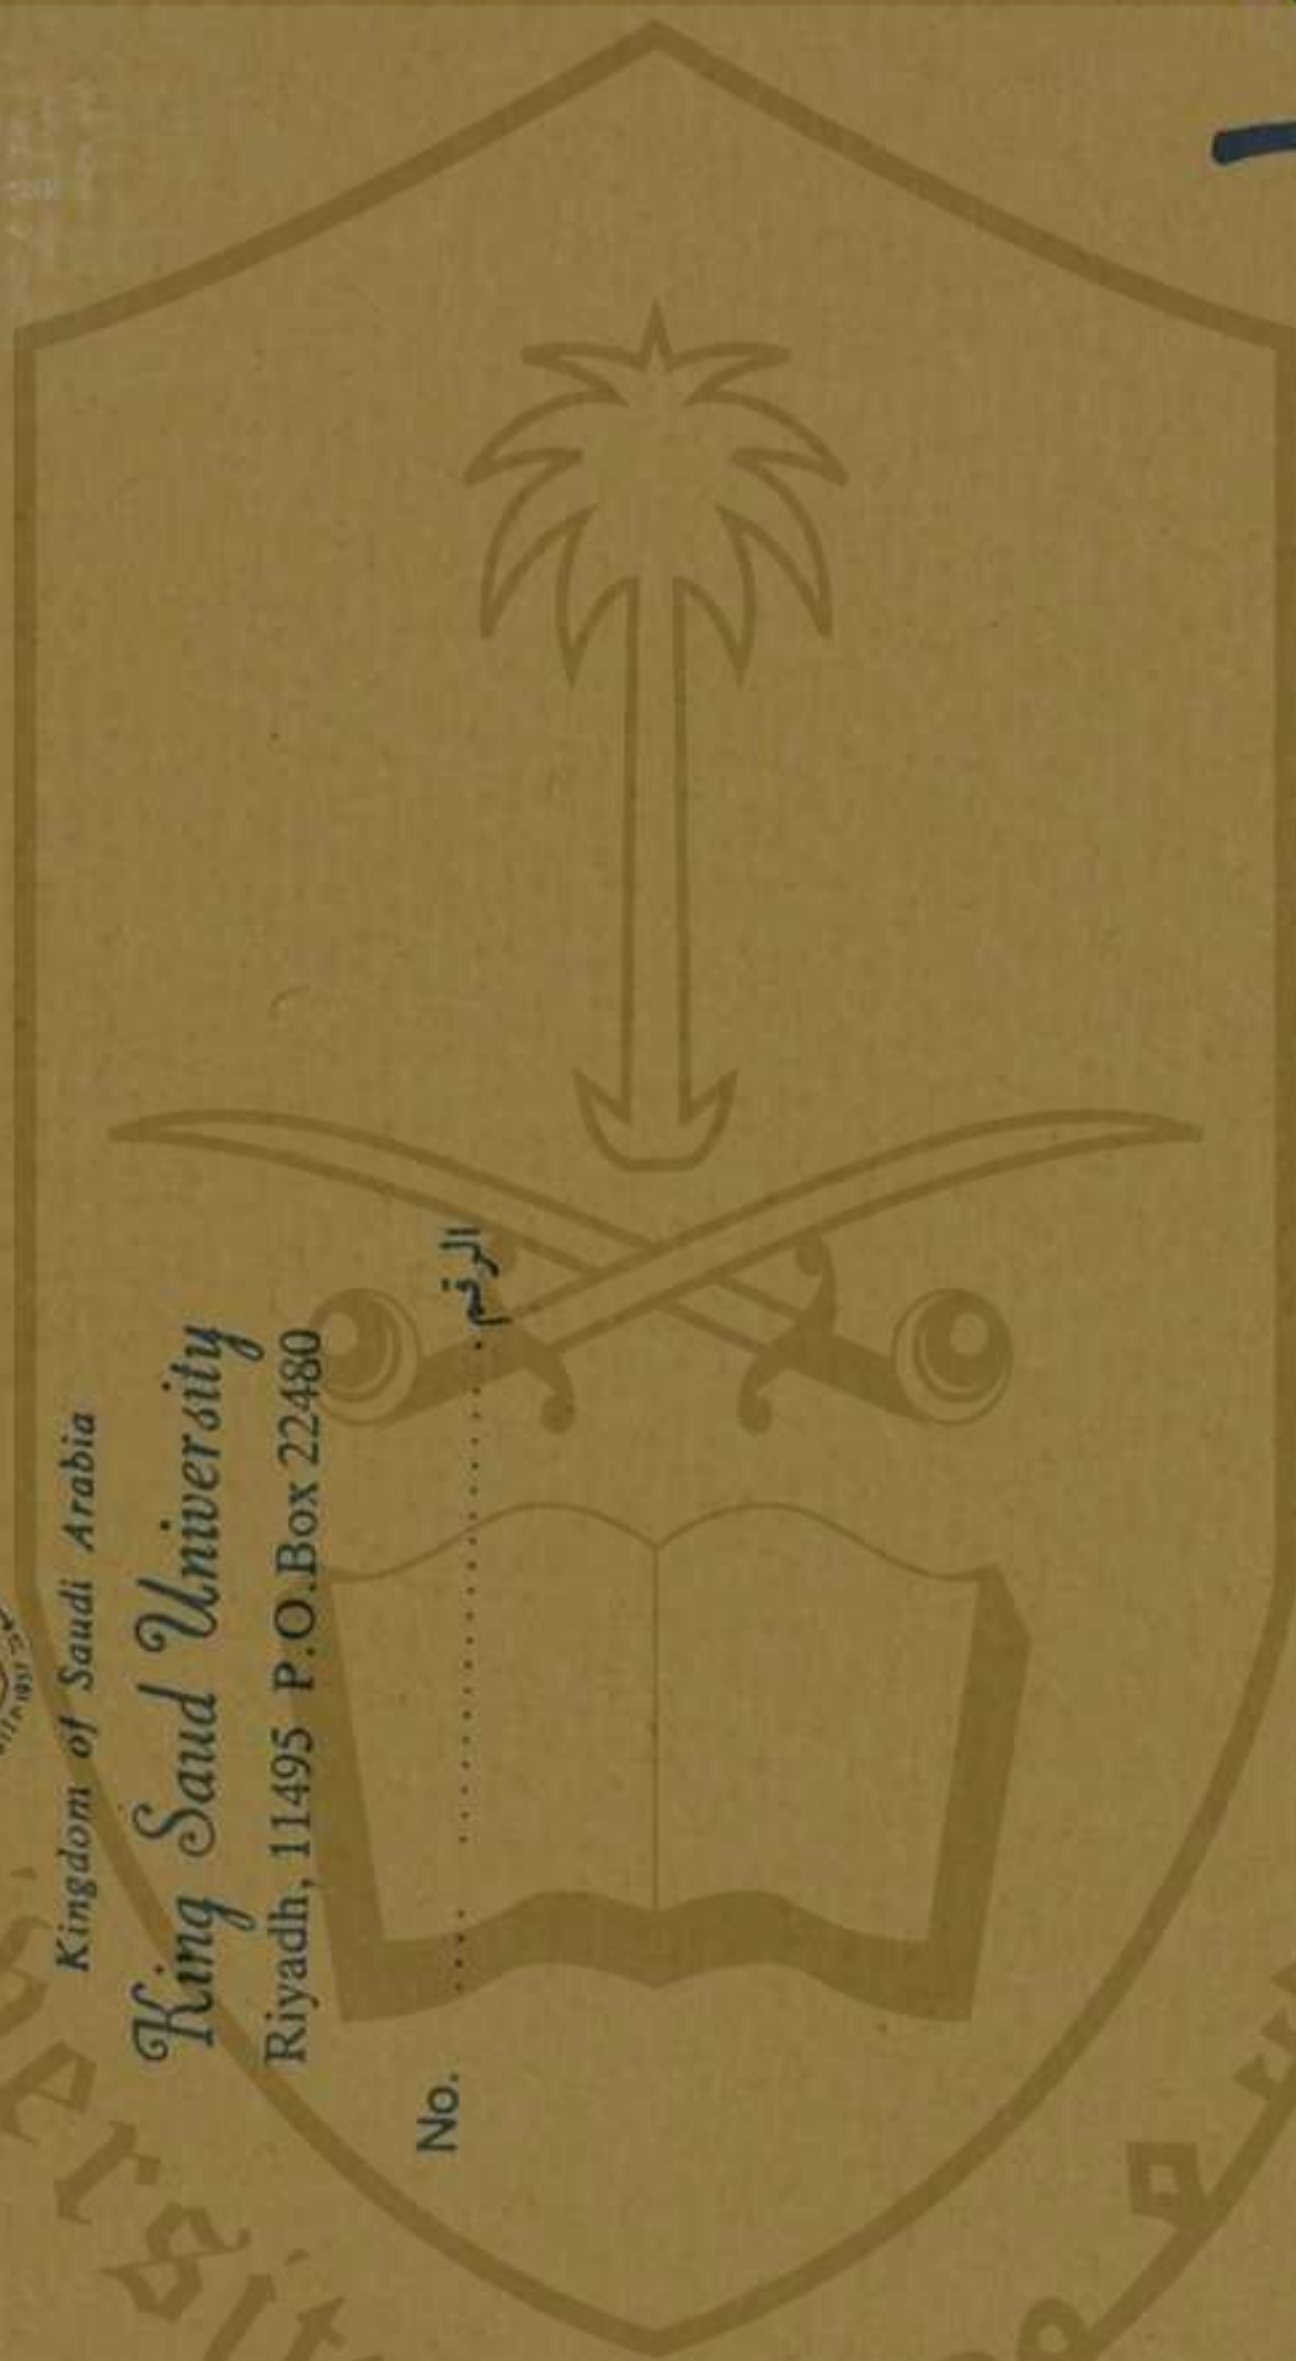 Kingdom of Saudi Arabia
King Saud University
Riyadh, 11495 P.O.Box 22480
No. .................................... الرقم